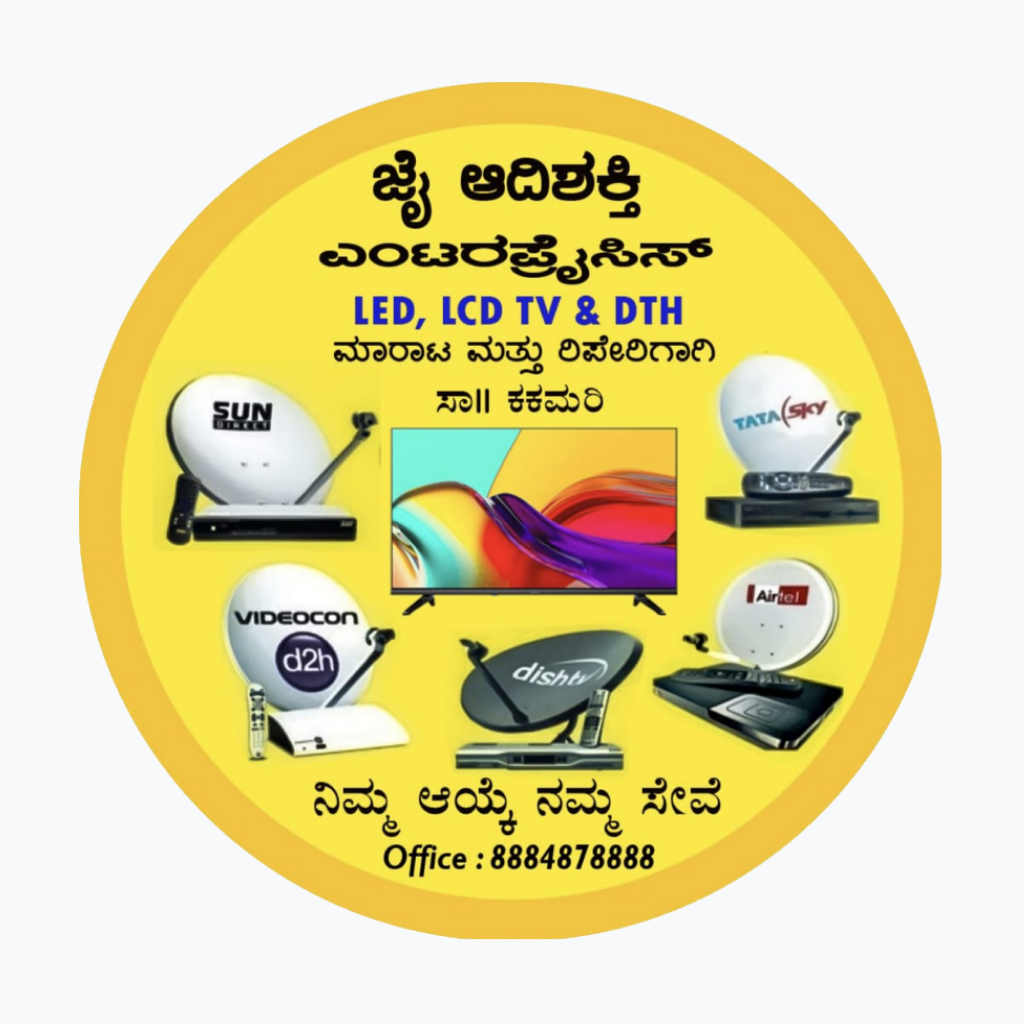 ಜೈ ಆದಿಶಕ್ತಿ
ಎಂಟರಪ್ರೈಸಿಸ್
LED, LCD TV & DTH
ಮಾರಾಟ ಮತ್ತು ರಿಪೇರಿಗಾಗಿ
ಸಾ|| ಕಕಮರಿ
SUN
DIRECT
TATA SKY
VIDEOCON
d2h
dishtv
Airtel
ನಿಮ್ಮ ಆಯ್ಕೆ ನಮ್ಮ ಸೇವೆ
Office : 8884878888